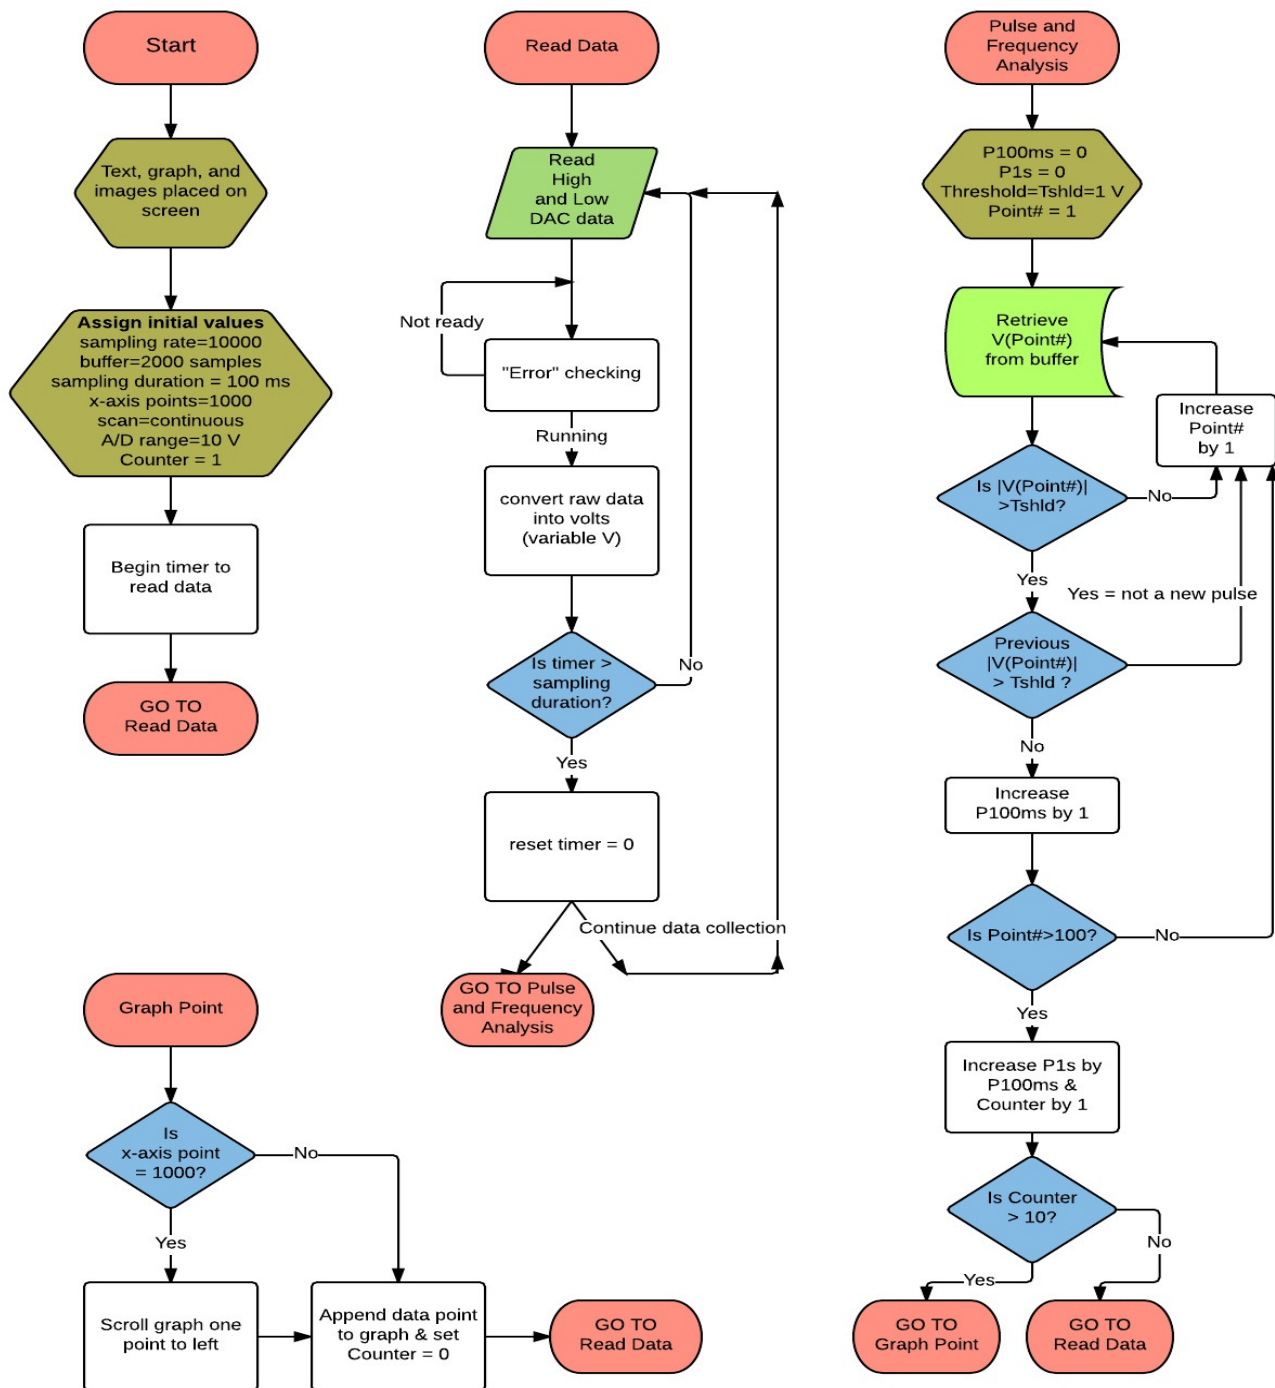 Start
Text, graph, and
images placed on
screen
Assign initial values
sampling rate=10000
buffer=2000 samples
sampling duration = 100 ms
x-axis points=1000
scan=continuous
A/D range=10 V
Counter = 1
Begin timer to
read data
GO TO
Read Data
Read Data
Read
High
and Low
DAC data
Not ready
"Error" checking
Running
convert raw data
into volts
(variable V)
Is timer >
sampling
duration?
No
Yes
reset timer = 0
Continue data collection
GO TO Pulse
and Frequency
Analysis
Pulse and
Frequency
Analysis
P100ms = 0
P1s = 0
Threshold=Tshld=1 V
Point# = 1
Retrieve
V(Point#)
from buffer
Increase
Point#
by 1
Is |V(Point#)|
>Tshld?
No
Yes
Yes = not a new pulse
Previous
|V(Point#)|
> Tshld ?
No
Increase
P100ms by 1
Is Point#>100?
No
Yes
Increase P1s by
P100ms &
Counter by 1
Is Counter
> 10?
No
Yes
GO TO
Graph Point
GO TO
Read Data
Graph Point
Is
x-axis point
= 1000?
No
Yes
Scroll graph one
point to left
Append data point
to graph & set
Counter = 0
GO TO
Read Data